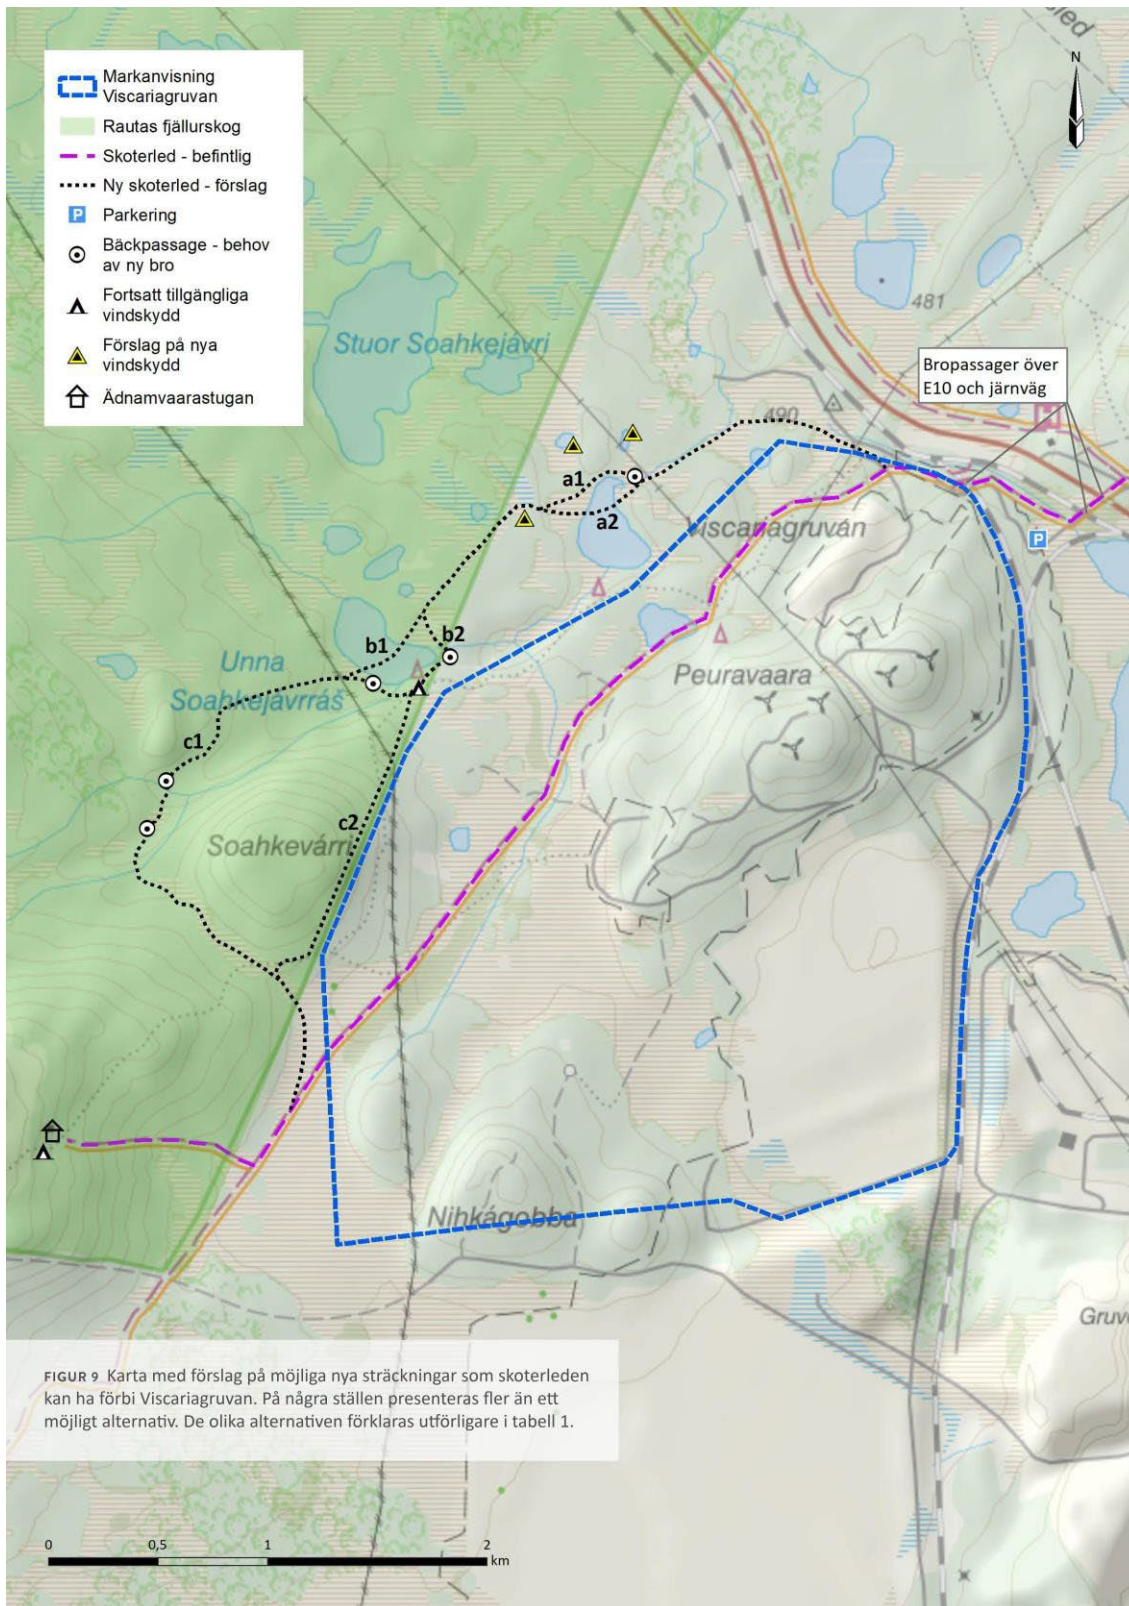 Markanvisning
Viscariagruvan
Rautas fjällurskog
Skoterled - befintlig
Ny skoterled - förslag
P Parkering
Bäckpassage - behov
av ny bro
Fortsatt tillgängliga
vindskydd
Förslag på nya
vindskydd
Ädnamvaarastugan
N
481
Stuor Soahkejávri
Bropassager över
E10 och järnväg
490
a1
a2
Viscariagruvan
P
b1
b2
Unna
Soahkejávrráš
Peuravaara
c1
c2
Soahkevárri
Nihkágobba
FIGUR 9 Karta med förslag på möjliga nya sträckningar som skoterleden
kan ha förbi Viscariagruvan. På några ställen presenteras fler än ett
möjligt alternativ. De olika alternativen förklaras utförligare i tabell 1.
0 0,5 1 2
km